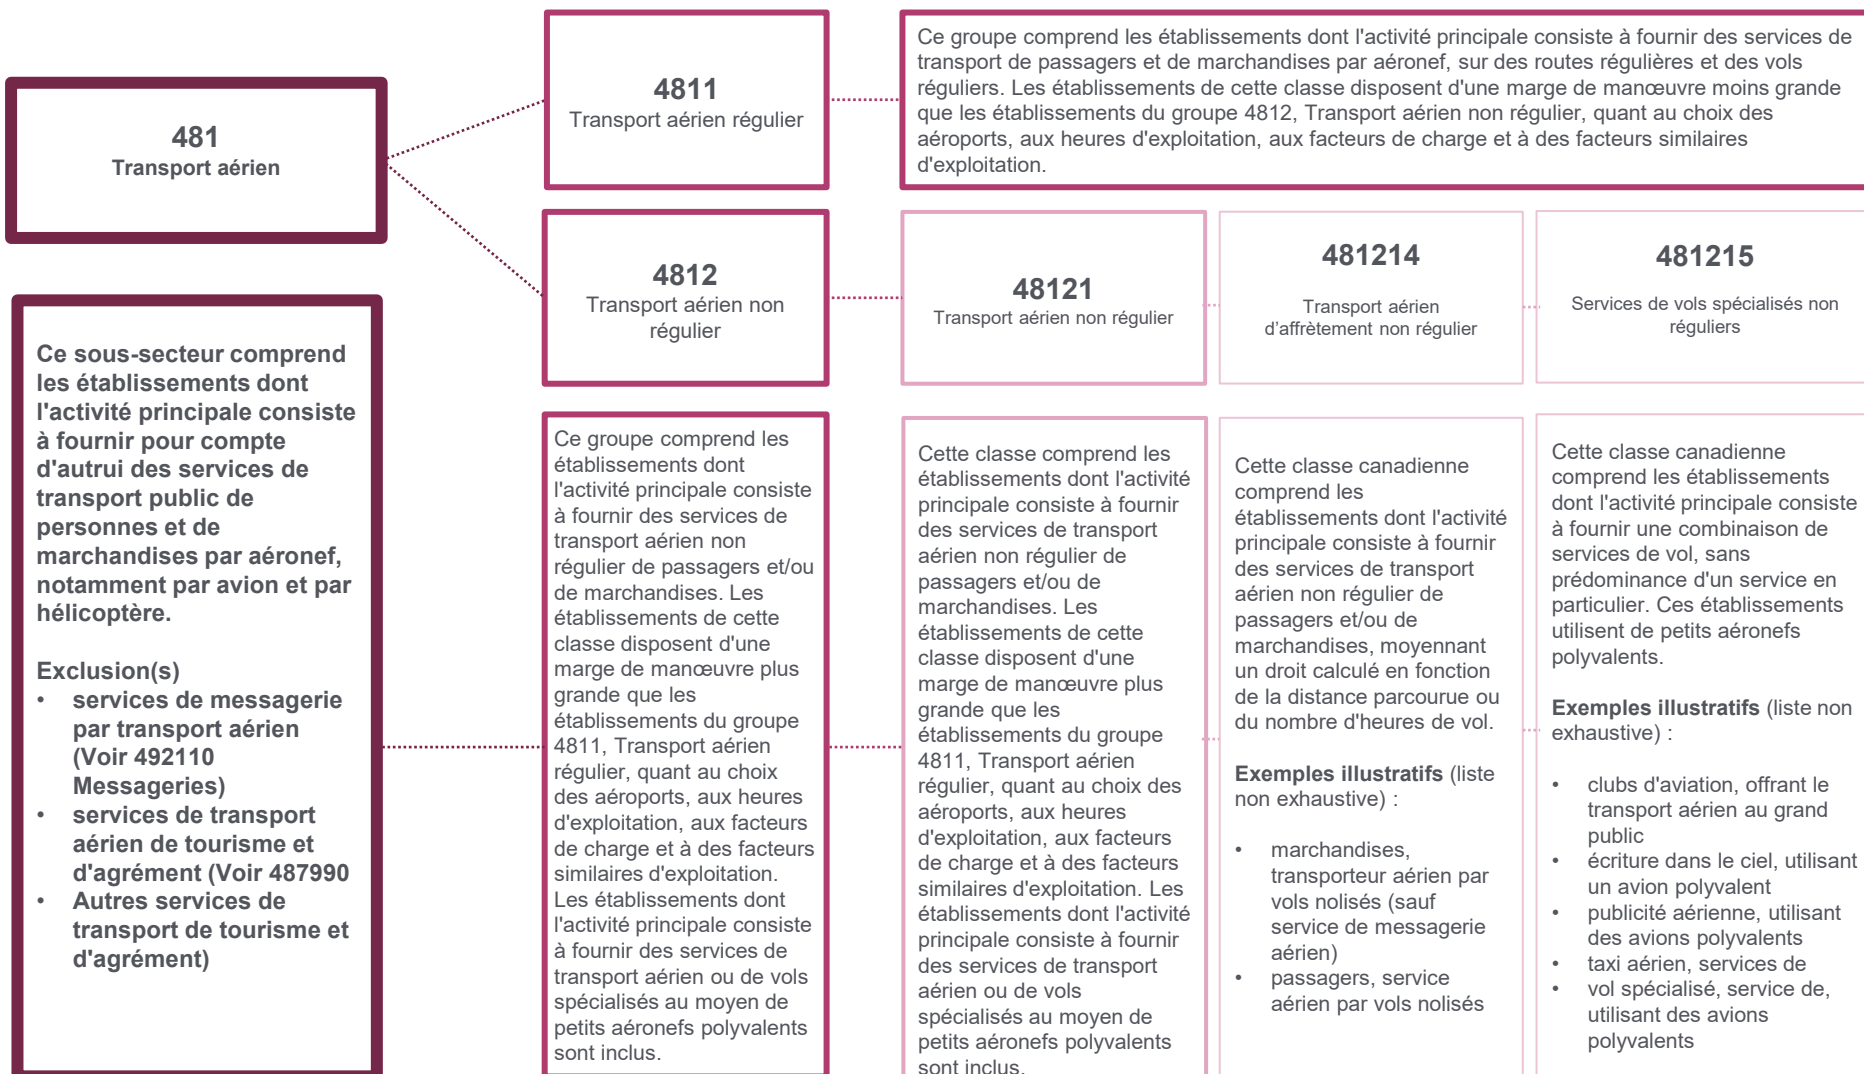 481
Transport aérien
4811
Transport aérien régulier
Ce groupe comprend les établissements dont l'activité principale consiste à fournir des services de
transport de passagers et de marchandises par aéronef, sur des routes régulières et des vols
réguliers. Les établissements de cette classe disposent d'une marge de manœuvre moins grande
que les établissements du groupe 4812, Transport aérien non régulier, quant au choix des
aéroports, aux heures d'exploitation, aux facteurs de charge et à des facteurs similaires
d'exploitation.
4812
Transport aérien non
régulier
48121
Transport aérien non régulier
481214
Transport aérien
d’affrètement non régulier
481215
Services de vols spécialisés non
réguliers
Ce sous-secteur comprend
les établissements dont
l'activité principale consiste
à fournir pour compte
d'autrui des services de
transport public de
personnes et de
marchandises par aéronef,
notamment par avion et par
hélicoptère.
Exclusion(s)
• services de messagerie
par transport aérien
(Voir 492110
Messageries)
• services de transport
aérien de tourisme et
d'agrément (Voir 487990
• Autres services de
transport de tourisme et
d'agrément)
Ce groupe comprend les
établissements dont
l'activité principale consiste
à fournir des services de
transport aérien non
régulier de passagers et/ou
de marchandises. Les
établissements de cette
classe disposent d'une
marge de manœuvre plus
grande que les
établissements du groupe
4811, Transport aérien
régulier, quant au choix
des aéroports, aux heures
d'exploitation, aux facteurs
de charge et à des facteurs
similaires d'exploitation.
Les établissements dont
l'activité principale consiste
à fournir des services de
transport aérien ou de vols
spécialisés au moyen de
petits aéronefs polyvalents
sont inclus.
Cette classe comprend les
établissements dont l'activité
principale consiste à fournir
des services de transport
aérien non régulier de
passagers et/ou de
marchandises. Les
établissements de cette
classe disposent d'une
marge de manœuvre plus
grande que les
établissements du groupe
4811, Transport aérien
régulier, quant au choix des
aéroports, aux heures
d'exploitation, aux facteurs
de charge et à des facteurs
similaires d'exploitation. Les
établissements dont l'activité
principale consiste à fournir
des services de transport
aérien ou de vols
spécialisés au moyen de
petits aéronefs polyvalents
sont inclus.
Cette classe canadienne
comprend les
établissements dont l'activité
principale consiste à fournir
des services de transport
aérien non régulier de
passagers et/ou de
marchandises, moyennant
un droit calculé en fonction
de la distance parcourue ou
du nombre d'heures de vol.
Exemples illustratifs (liste
non exhaustive) :
• marchandises,
transporteur aérien par
vols nolisés (sauf
service de messagerie
aérien)
• passagers, service
aérien par vols nolisés
Cette classe canadienne
comprend les établissements
dont l'activité principale consiste
à fournir une combinaison de
services de vol, sans
prédominance d'un service en
particulier. Ces établissements
utilisent de petits aéronefs
polyvalents.
Exemples illustratifs (liste non
exhaustive) :
• clubs d'aviation, offrant le
transport aérien au grand
public
• écriture dans le ciel, utilisant
un avion polyvalent
• publicité aérienne, utilisant
des avions polyvalents
• taxi aérien, services de
• vol spécialisé, service de,
utilisant des avions
polyvalents